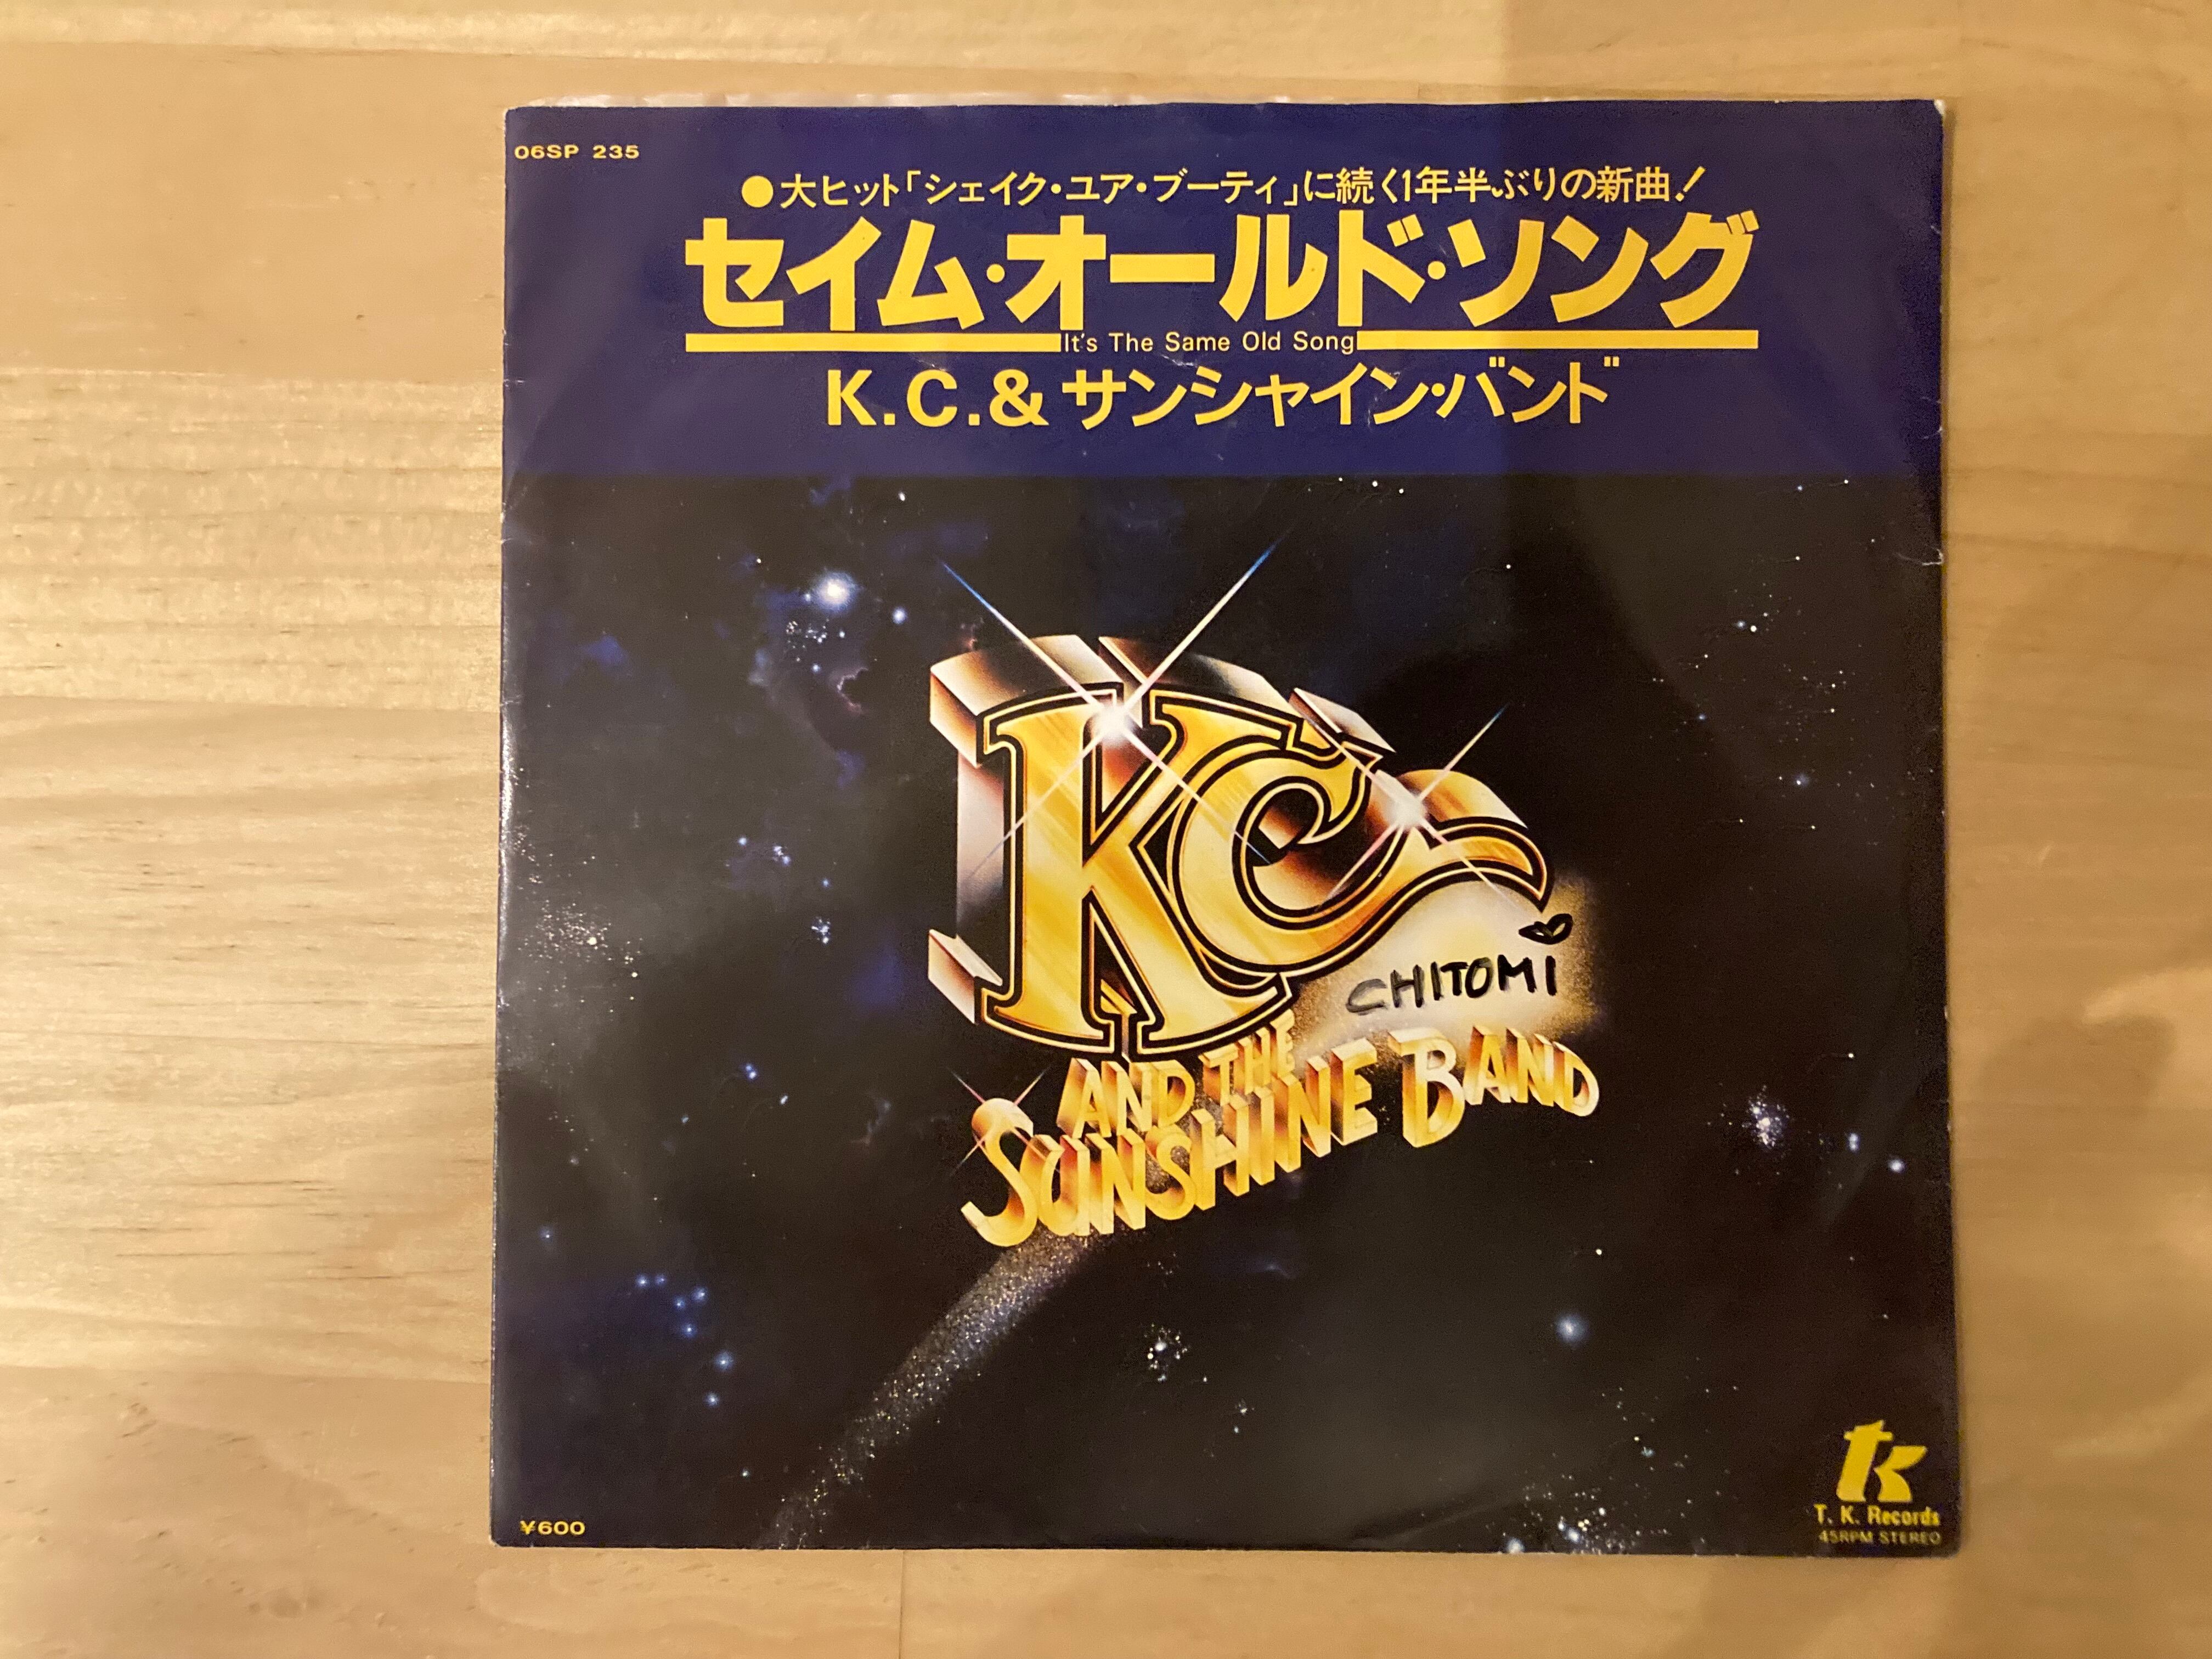 06SP 235
●大ヒット「シェイク・ユア・ブーティ」に続く1年半ぶりの新曲!
セイム・オールド・ソング
It's The Same Old Song
K.C.&サンシャイン・バンド
KC
CHITOMI
AND THE
SUNSHINE BAND
tk
T. K. Records
¥600
45RPM STEREO